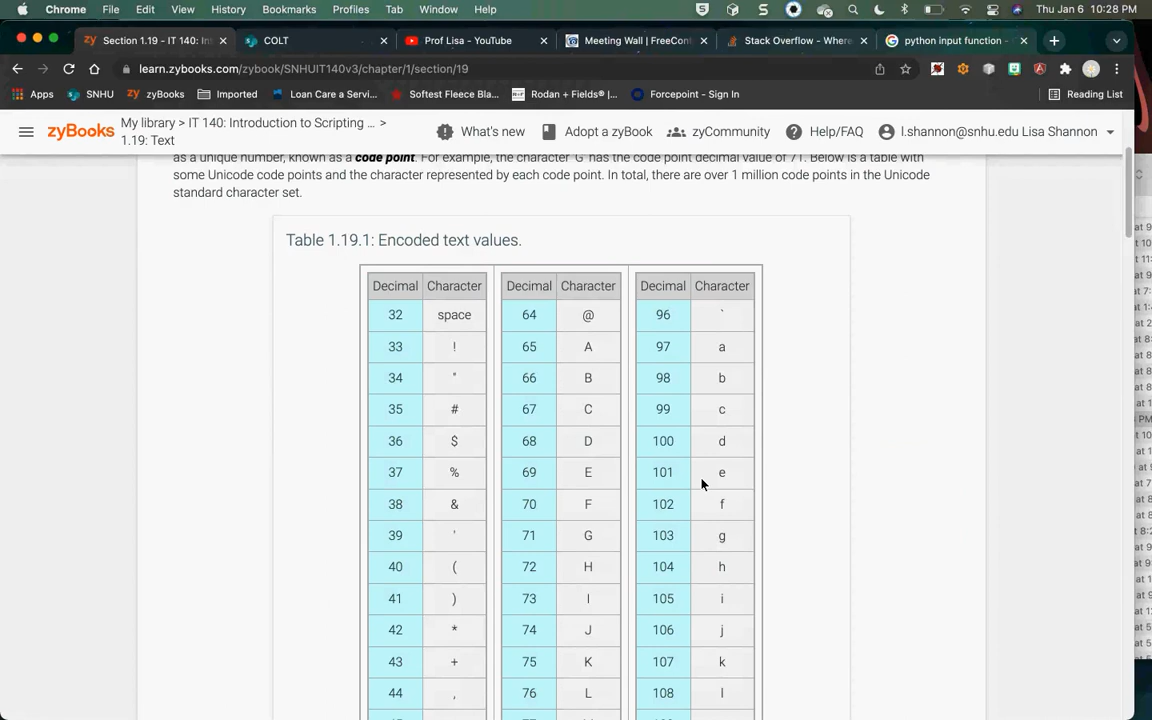 Chrome File Edit View History Bookmarks Profiles Tab Window Help Thu Jan 6 10:28 PM
Section 1.19 - IT 140: In COLT Prof Lisa - YouTube Meeting Wall | FreeCon Stack Overflow - Where python input function -
learn.zybooks.com/zybook/SNHUIT140v3/chapter/1/section/19
Apps SNHU zyBooks Imported Loan Care a Servi... Softest Fleece Bla... Rodan + Fields®️ |... Forcepoint - Sign In Reading List
zyBooks My library > IT 140: Introduction to Scripting ... > What's new Adopt a zyBook zyCommunity Help/FAQ l.shannon@snhu.edu Lisa Shannon
1.19: Text
as a unique number, known as a code point. For example, the character 'G' has the code point decimal value of 71. Below is a table with
some Unicode code points and the character represented by each code point. In total, there are over 1 million code points in the Unicode
standard character set.
Table 1.19.1: Encoded text values.
Decimal Character Decimal Character Decimal Character
32 space 64 @ 96 `
33 ! 65 A 97 a
34 " 66 B 98 b
35 # 67 C 99 c
36 $ 68 D 100 d
37 % 69 E 101 e
38 & 70 F 102 f
39 ' 71 G 103 g
40 ( 72 H 104 h
41 ) 73 I 105 i
42 * 74 J 106 j
43 + 75 K 107 k
44 , 76 L 108 l